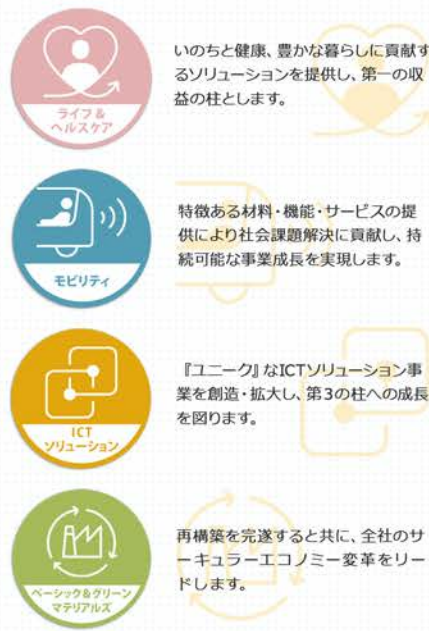 ライフ&
ヘルスケア
いのちと健康、豊かな暮らしに貢献す
るソリューションを提供し、第一の収
益の柱とします。
モビリティ
特徴ある材料・機能・サービスの提
供により社会課題解決に貢献し、持
続可能な事業成長を実現します。
ICT
ソリューション
『ユニーク』なICTソリューション事
業を創造・拡大し、第3の柱への成長
を図ります。
ベーシック&グリーン
マテリアルズ
再構築を完遂すると共に、全社のサ
ーキュラーエコノミー変革をリー
ドします。